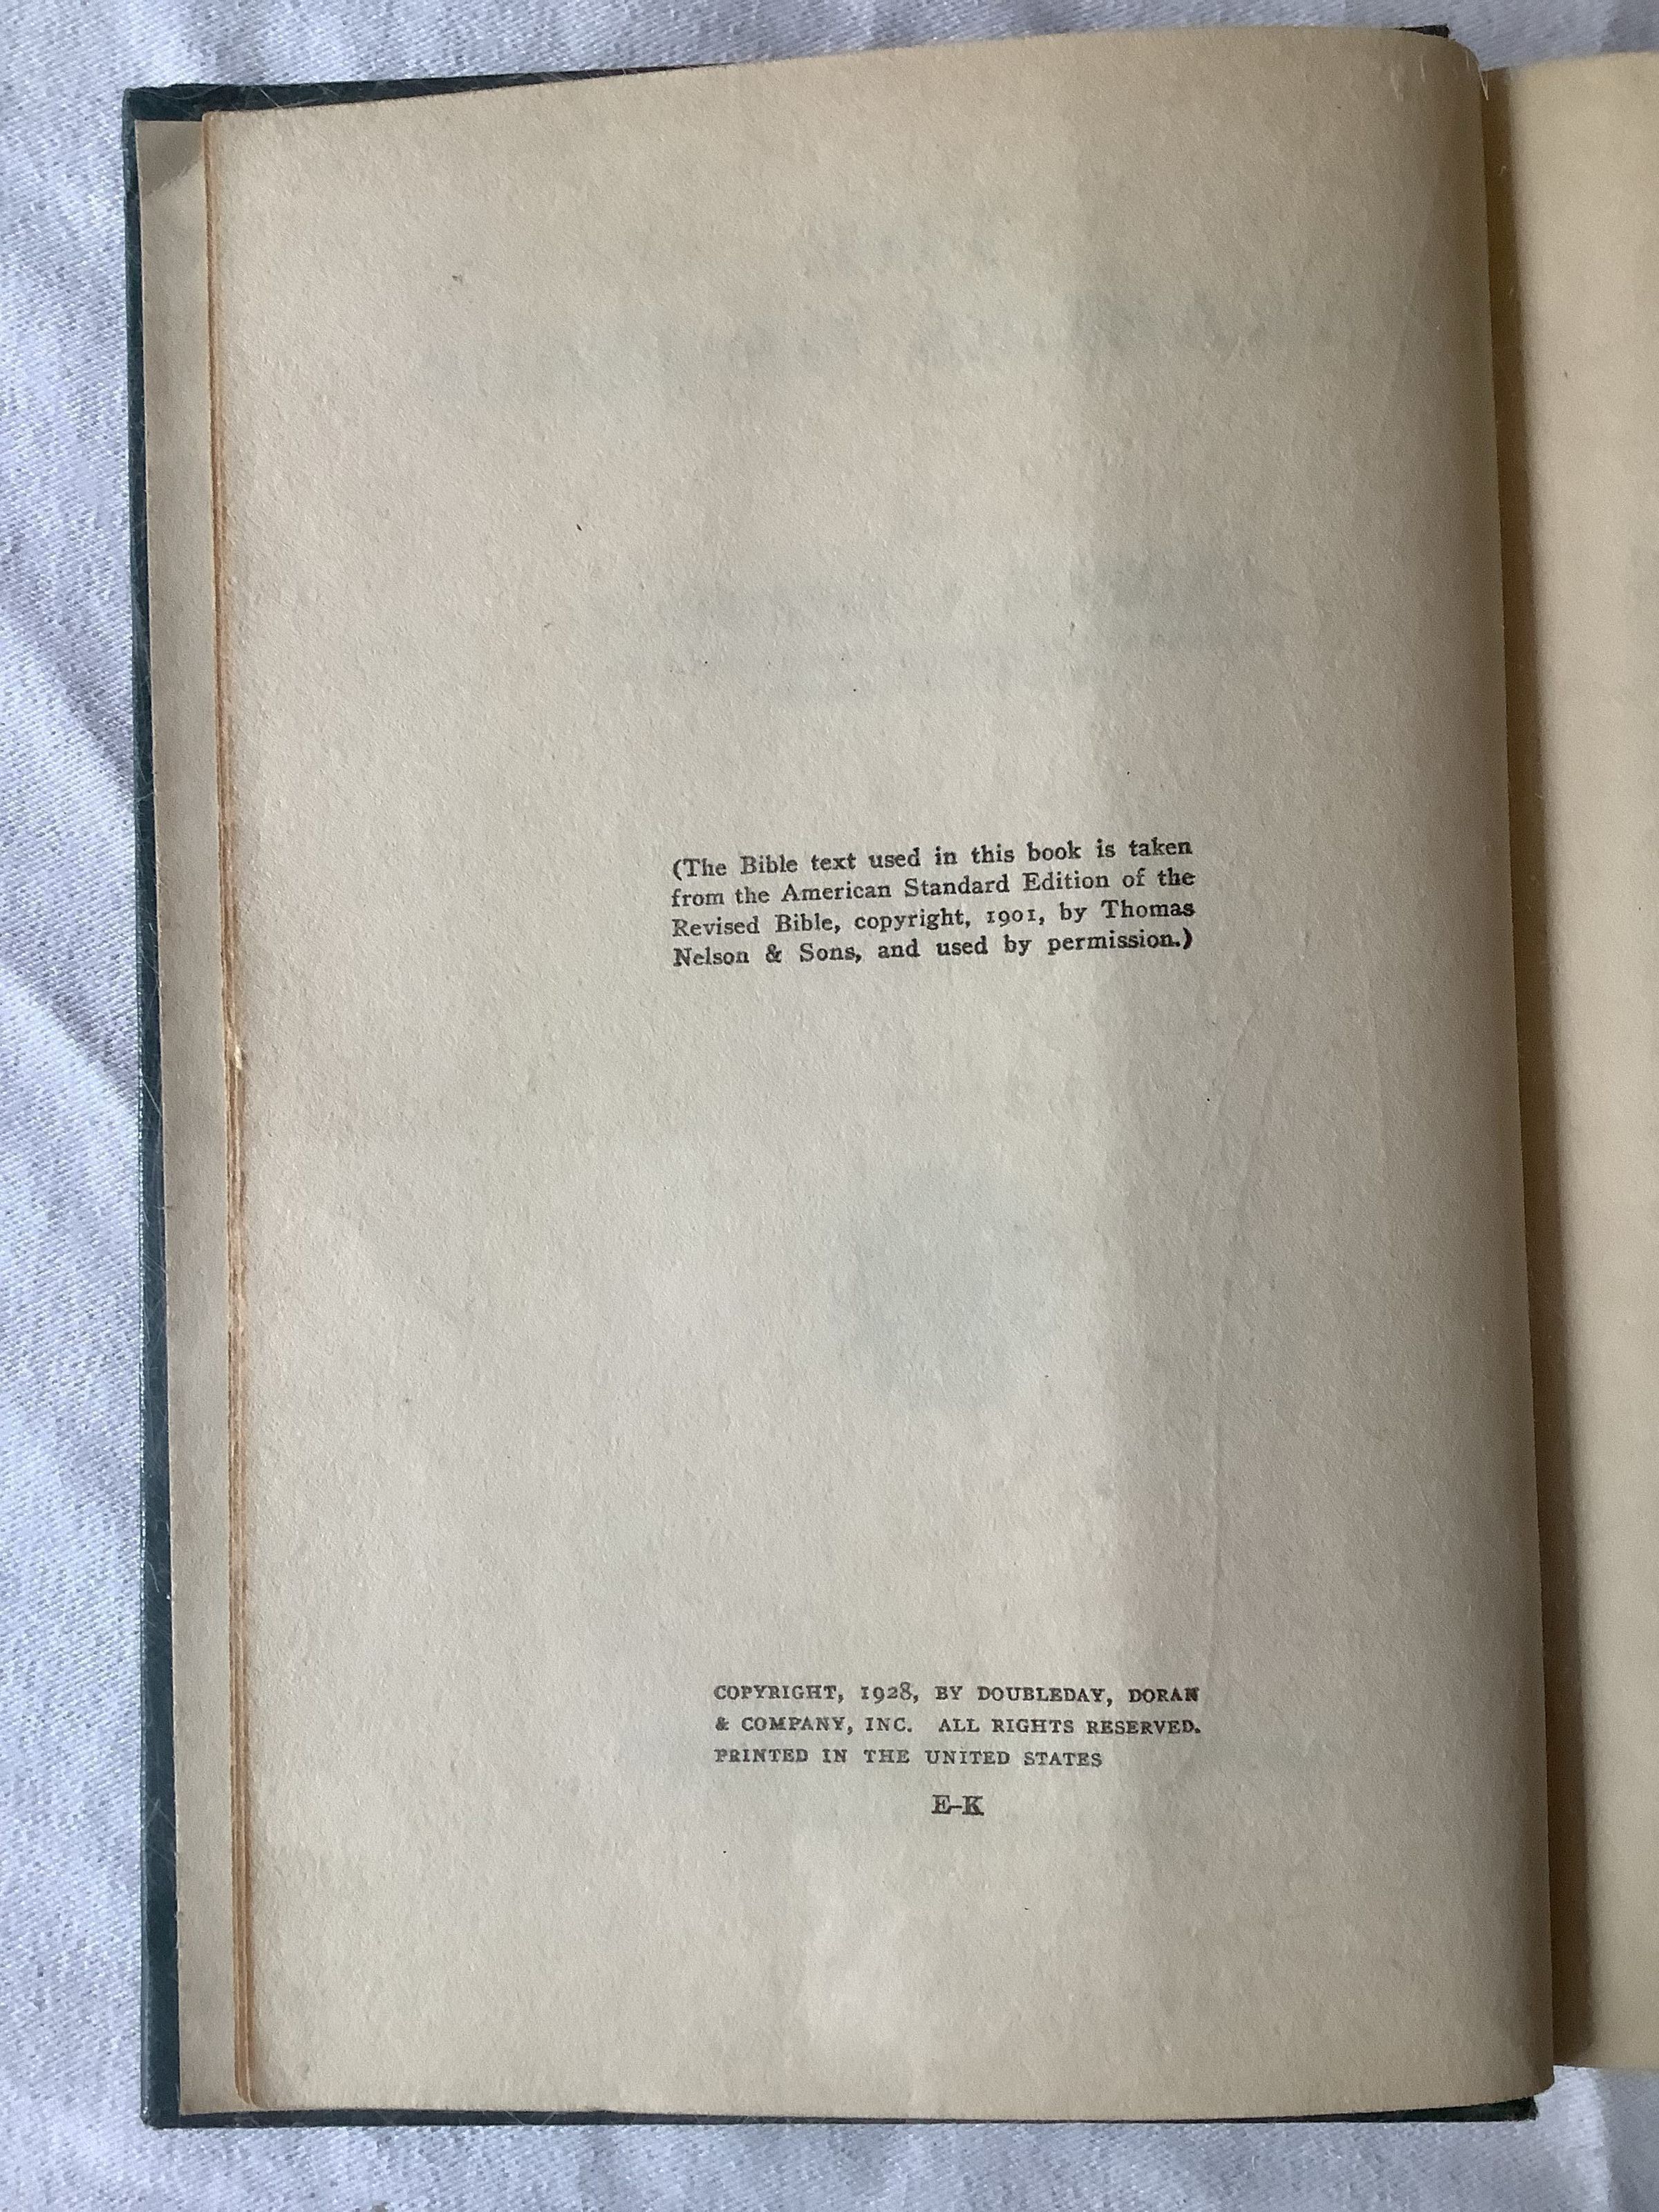 (The Bible text used in this book is taken
from the American Standard Edition of the
Revised Bible, copyright, 1901, by Thomas
Nelson & Sons, and used by permission.)
COPYRIGHT, 1928, BY DOUBLEDAY, DORAN
& COMPANY, INC. ALL RIGHTS RESERVED.
PRINTED IN THE UNITED STATES
E-K